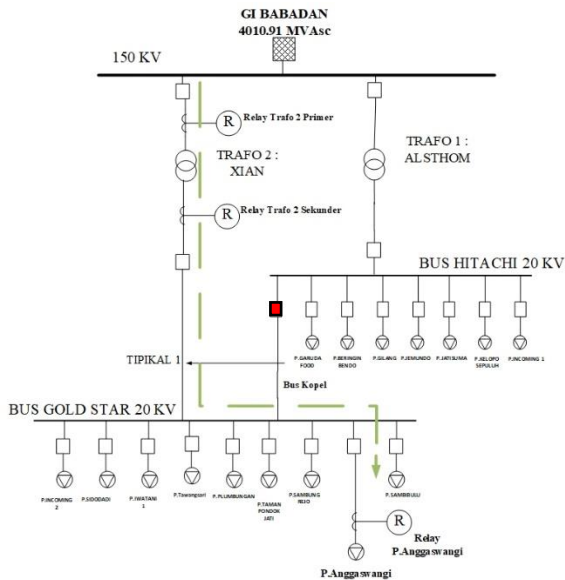 GI BABADAN
4010.91 MVAsc
150 KV
R
Relay Trafo 2 Primer
TRAFO 2 :
XIAN
TRAFO 1 :
ALSTHOM
R
Relay Trafo 2 Sekunder
BUS HITACHI 20 KV
TIPIKAL 1
P.GARUDA
FOOD
P.BERINGIN
BENDO
P.GILANG
P.JEMUNDO
P.JATISUMA
P.KELOPO
SEPULUH
P.INCOMING 1
Bus Kopel
BUS GOLD STAR 20 KV
P.INCOMING
2
P.SIDODADI
P.IWATANI
1
P.Tawangsari
P.PLUMBUNGAN
P.TAMAN
PONDOK
JATI
P.SAMBUNG
REJO
P.SAMBIBULU
R
Relay
P.Anggaswangi
P.Anggaswangi